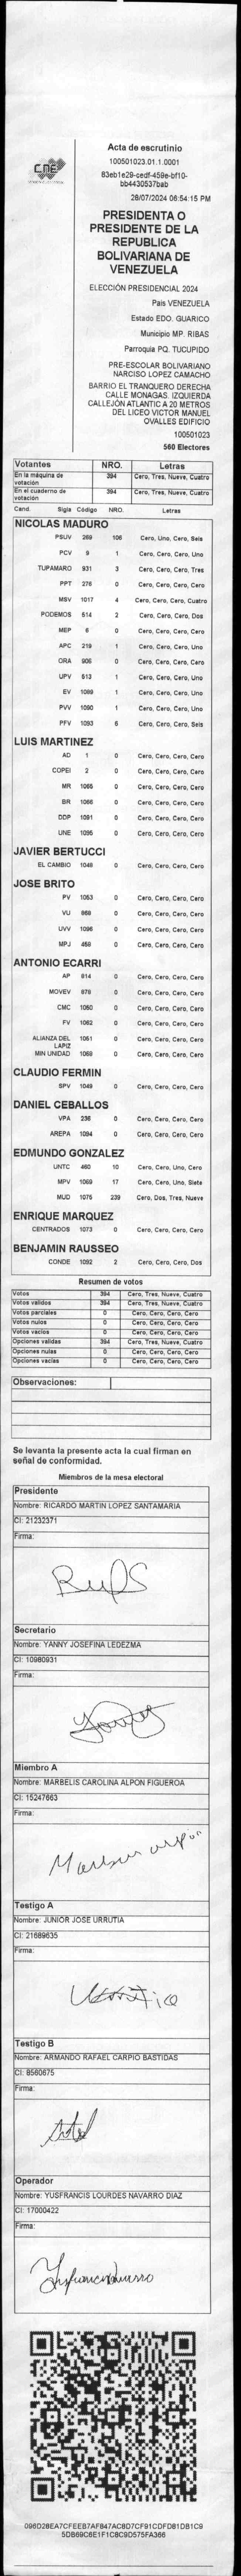 CNE
Acta de escrutinio
100501023.01.1.0001
83eb1e29-cedf-459e-bf10-
bb4430537bab
28/07/2024 06:54:15 PM
PRESIDENTA O
PRESIDENTE DE LA
REPUBLICA
BOLIVARIANA DE
VENEZUELA
ELECCIÓN PRESIDENCIAL 2024
País VENEZUELA
Estado EDO. GUARICO
Municipio MP. RIBAS
Parroquia PQ. TUCUPIDO
PRE-ESCOLAR BOLIVARIANO
NARCISO LOPEZ CAMACHO
BARRIO EL TRANQUERO DERECHA
CALLE MONAGAS. IZQUIERDA
CALLEJÓN ATLANTIC A 20 METROS
DEL LICEO VICTOR MANUEL
OVALLES EDIFICIO
100501023
560 Electores
Votantes NRO. Letras
En la máquina de votación 394 Cero, Tres, Nueve, Cuatro
En el cuaderno de votación 394 Cero, Tres, Nueve, Cuatro
Cand. Sigla Código NRO. Letras
NICOLAS MADURO
PSUV 269 106 Cero, Uno, Cero, Seis
PCV 9 1 Cero, Cero, Cero, Uno
TUPAMARO 931 3 Cero, Cero, Cero, Tres
PPT 278 0 Cero, Cero, Cero, Cero
MSV 1017 4 Cero, Cero, Cero, Cuatro
PODEMOS 514 2 Cero, Cero, Cero, Dos
MEP 6 0 Cero, Cero, Cero, Cero
APC 219 1 Cero, Cero, Cero, Uno
ORA 906 0 Cero, Cero, Cero, Cero
UPV 613 1 Cero, Cero, Cero, Uno
EV 1089 1 Cero, Cero, Cero, Uno
PVV 1090 1 Cero, Cero, Cero, Uno
PFV 1093 6 Cero, Cero, Cero, Seis
LUIS MARTINEZ
AD 1 0 Cero, Cero, Cero, Cero
COPEI 2 0 Cero, Cero, Cero, Cero
MR 1065 0 Cero, Cero, Cero, Cero
BR 1066 0 Cero, Cero, Cero, Cero
DDP 1091 0 Cero, Cero, Cero, Cero
UNE 1095 0 Cero, Cero, Cero, Cero
JAVIER BERTUCCI
EL CAMBIO 1048 0 Cero, Cero, Cero, Cero
JOSE BRITO
PV 1053 0 Cero, Cero, Cero, Cero
VU 868 0 Cero, Cero, Cero, Cero
UVV 1096 0 Cero, Cero, Cero, Cero
MPJ 459 0 Cero, Cero, Cero, Cero
ANTONIO ECARRI
AP 814 0 Cero, Cero, Cero, Cero
MOVEV 878 0 Cero, Cero, Cero, Cero
CMC 1050 0 Cero, Cero, Cero, Cero
FV 1062 0 Cero, Cero, Cero, Cero
ALIANZA DEL LAPIZ 1051 0 Cero, Cero, Cero, Cero
MIN UNIDAD 1069 0 Cero, Cero, Cero, Cero
CLAUDIO FERMIN
SPV 1049 0 Cero, Cero, Cero, Cero
DANIEL CEBALLOS
VPA 236 0 Cero, Cero, Cero, Cero
AREPA 1094 0 Cero, Cero, Cero, Cero
EDMUNDO GONZALEZ
UNTC 460 10 Cero, Cero, Uno, Cero
MPV 1059 17 Cero, Cero, Uno, Siete
MUD 1075 239 Cero, Dos, Tres, Nueve
ENRIQUE MARQUEZ
CENTRADOS 1073 0 Cero, Cero, Cero, Cero
BENJAMIN RAUSSEO
CONDE 1092 2 Cero, Cero, Cero, Dos
Resumen de votos
Votos 394 Cero, Tres, Nueve, Cuatro
Votos válidos 394 Cero, Tres, Nueve, Cuatro
Votos parciales 0 Cero, Cero, Cero, Cero
Votos nulos 0 Cero, Cero, Cero, Cero
Votos vacíos 0 Cero, Cero, Cero, Cero
Opciones válidas 394 Cero, Tres, Nueve, Cuatro
Opciones nulas 0 Cero, Cero, Cero, Cero
Opciones vacías 0 Cero, Cero, Cero, Cero
Observaciones:
Se levanta la presente acta la cual firman en
señal de conformidad.
Miembros de la mesa electoral
Presidente
Nombre: RICARDO MARTIN LOPEZ SANTAMARIA
CI: 21232371
Firma:
Secretario
Nombre: YANNY JOSEFINA LEDEZMA
CI: 10980931
Firma:
Miembro A
Nombre: MARBELIS CAROLINA ALPON FIGUEROA
CI: 15247663
Firma:
Testigo A
Nombre: JUNIOR JOSE URRUTIA
CI: 21689635
Firma:
Testigo B
Nombre: ARMANDO RAFAEL CARPIO BASTIDAS
CI: 8560675
Firma:
Operador
Nombre: YUSFRANCIS LOURDES NAVARRO DIAZ
CI: 17000422
Firma:
096D28EA7CFEEB7AF847AC8D7CF91CDFD81DB1C9
5DB69C6E1F1C8C9D575FA366